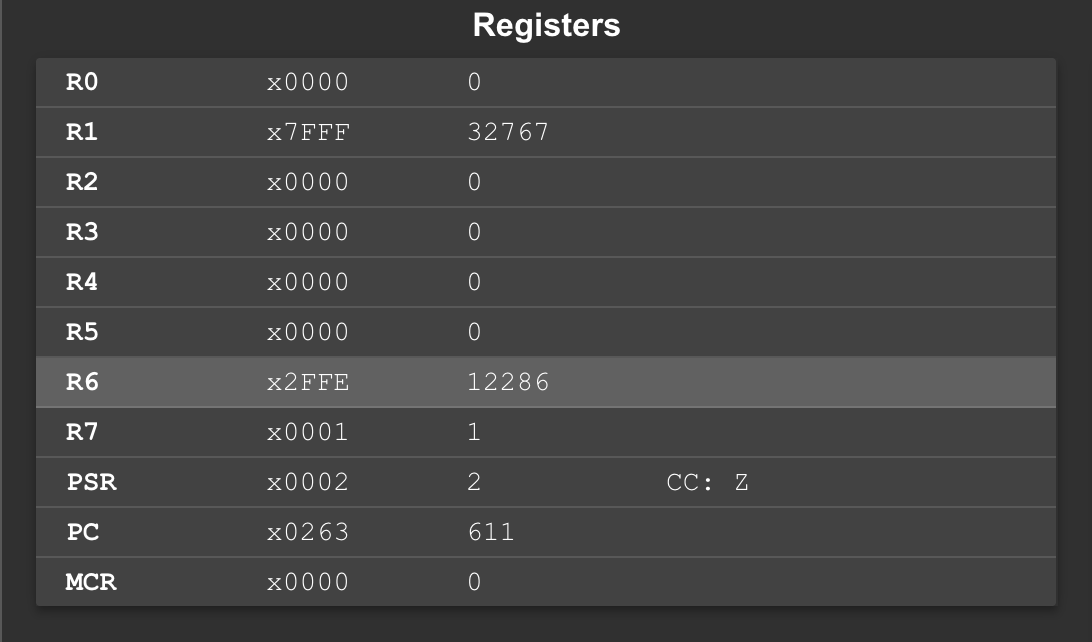 Registers
R0 x0000 0
R1 x7FFF 32767
R2 x0000 0
R3 x0000 0
R4 x0000 0
R5 x0000 0
R6 x2FFE 12286
R7 x0001 1
PSR x0002 2 CC: Z
PC x0263 611
MCR x0000 0